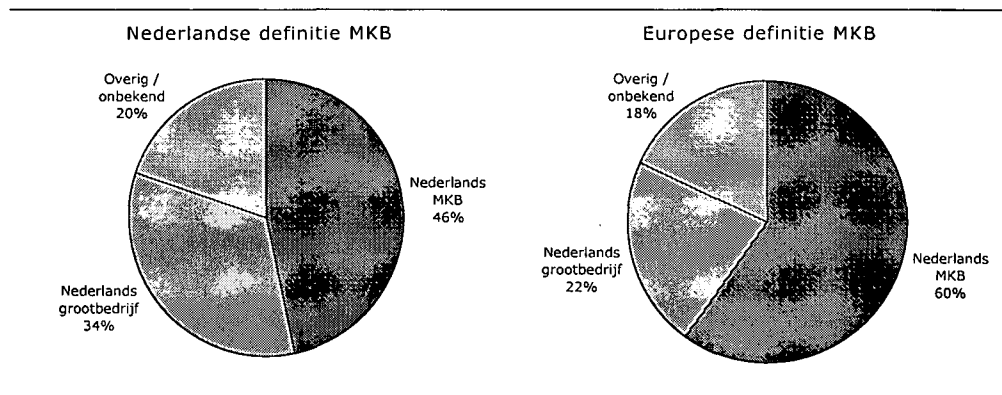 Nederlandse definitie MKB
Overig /
onbekend
20%
Nederlands
MKB
46%
Nederlands
grootbedrijf
34%
Europese definitie MKB
Overig /
onbekend
18%
Nederlands
grootbedrijf
22%
Nederlands
MKB
60%